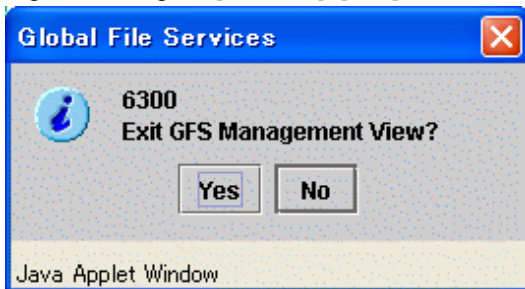 Global File Services
6300
Exit GFS Management View?
Yes No
Java Applet Window